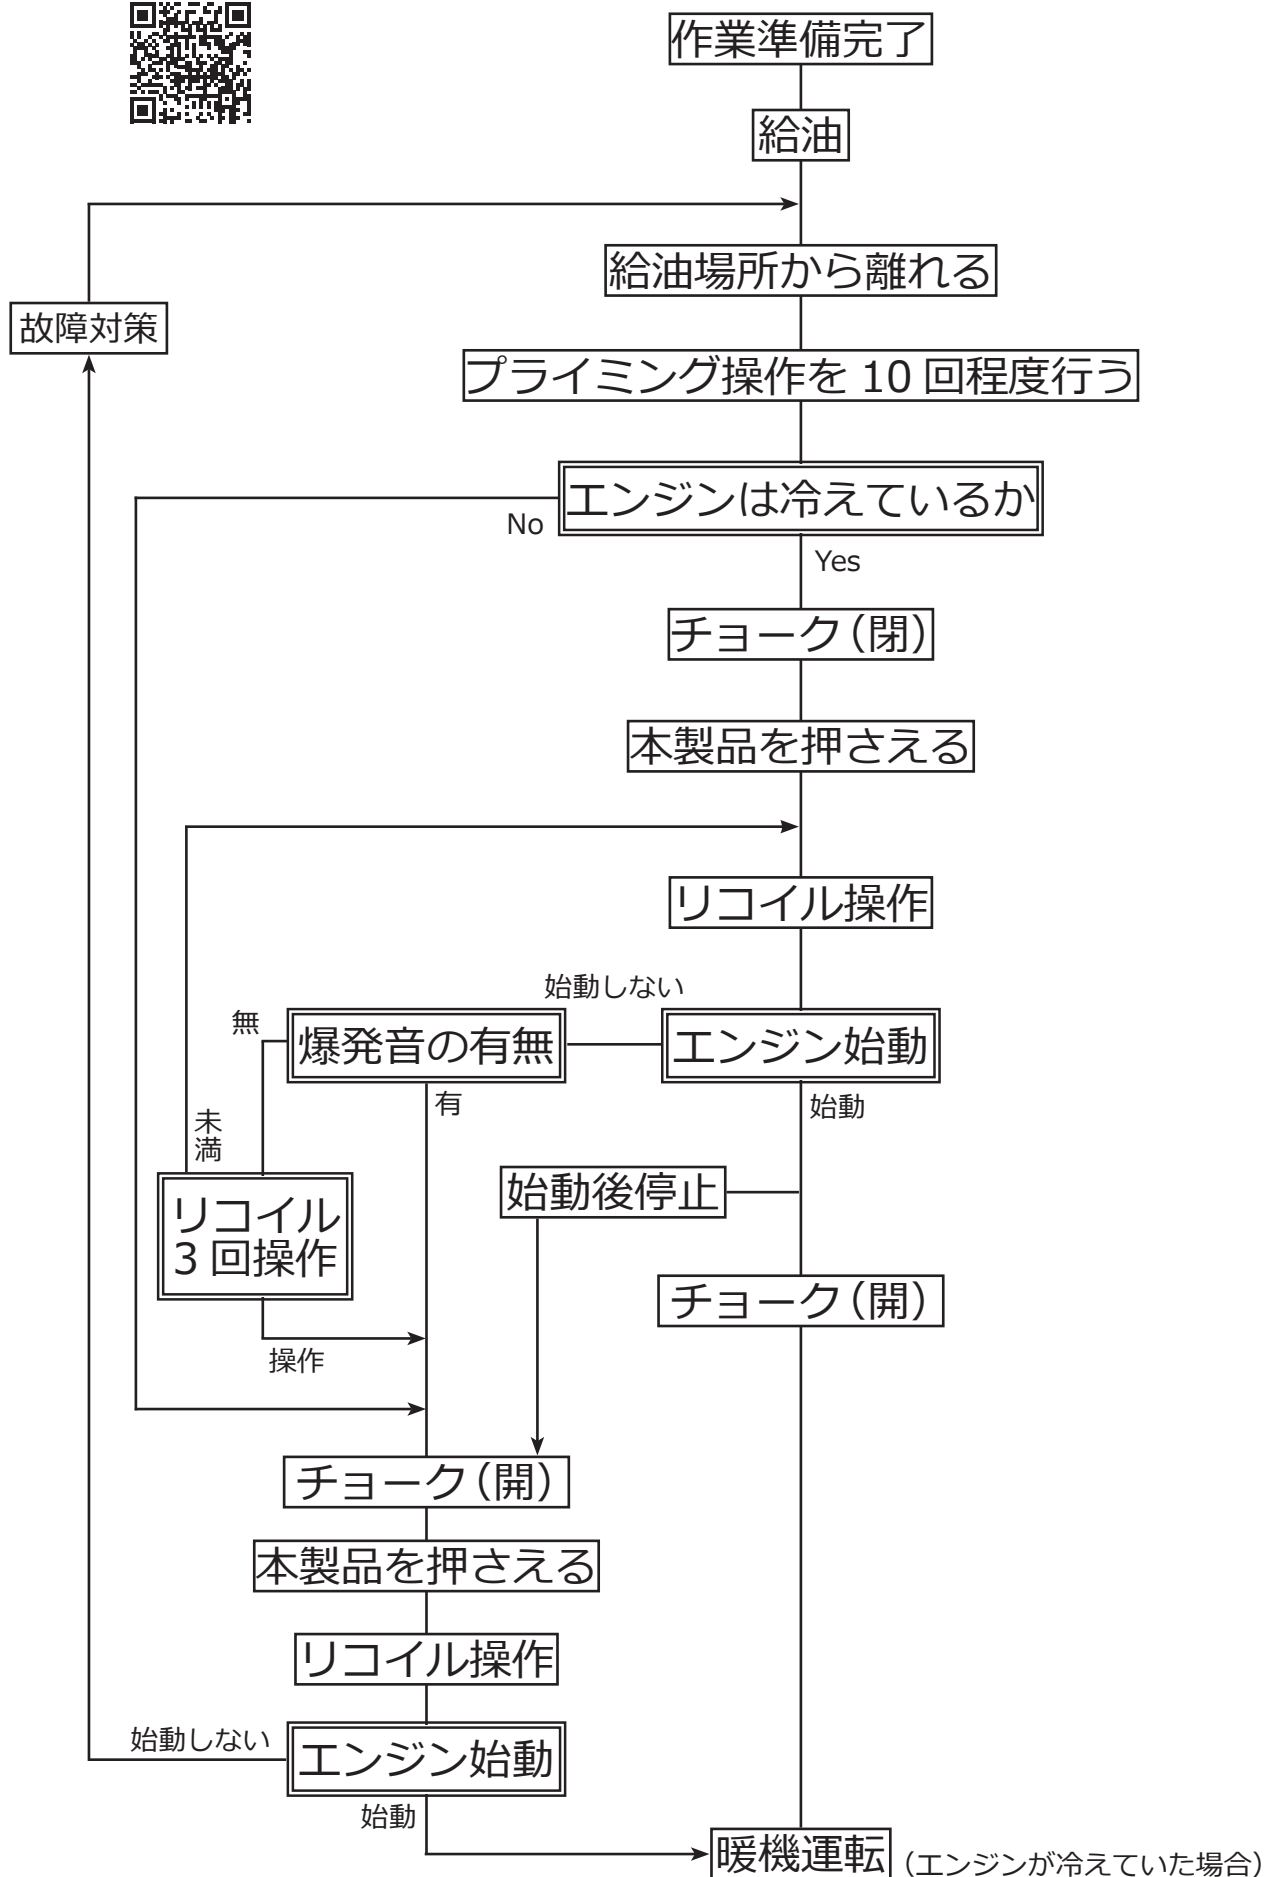 作業準備完了
給油
給油場所から離れる
故障対策
プライミング操作を 10 回程度行う
エンジンは冷えているか
No
Yes
チョーク（閉）
本製品を押さえる
リコイル操作
始動しない
無
爆発音の有無
エンジン始動
有
始動
未満
始動後停止
リコイル
3 回操作
チョーク（開）
操作
チョーク（開）
本製品を押さえる
リコイル操作
始動しない
エンジン始動
始動
暖機運転（エンジンが冷えていた場合）